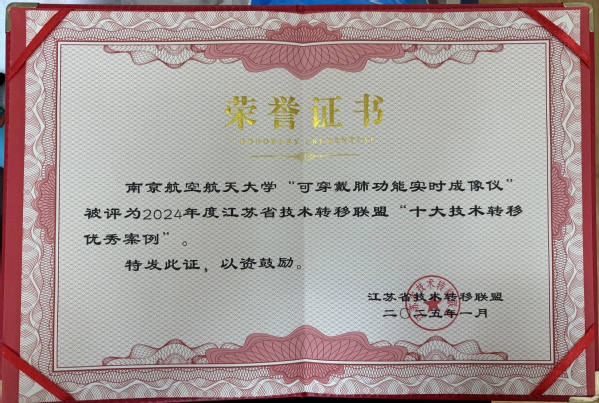 荣誉证书
HONORARY CREDENTIAL
南京航空航天大学“可穿戴肺功能实时成像仪”
被评为2024年度江苏省技术转移联盟“十大技术转移
优秀案例”。
特发此证，以资鼓励。
江苏省技术转移联盟
二〇二五年一月